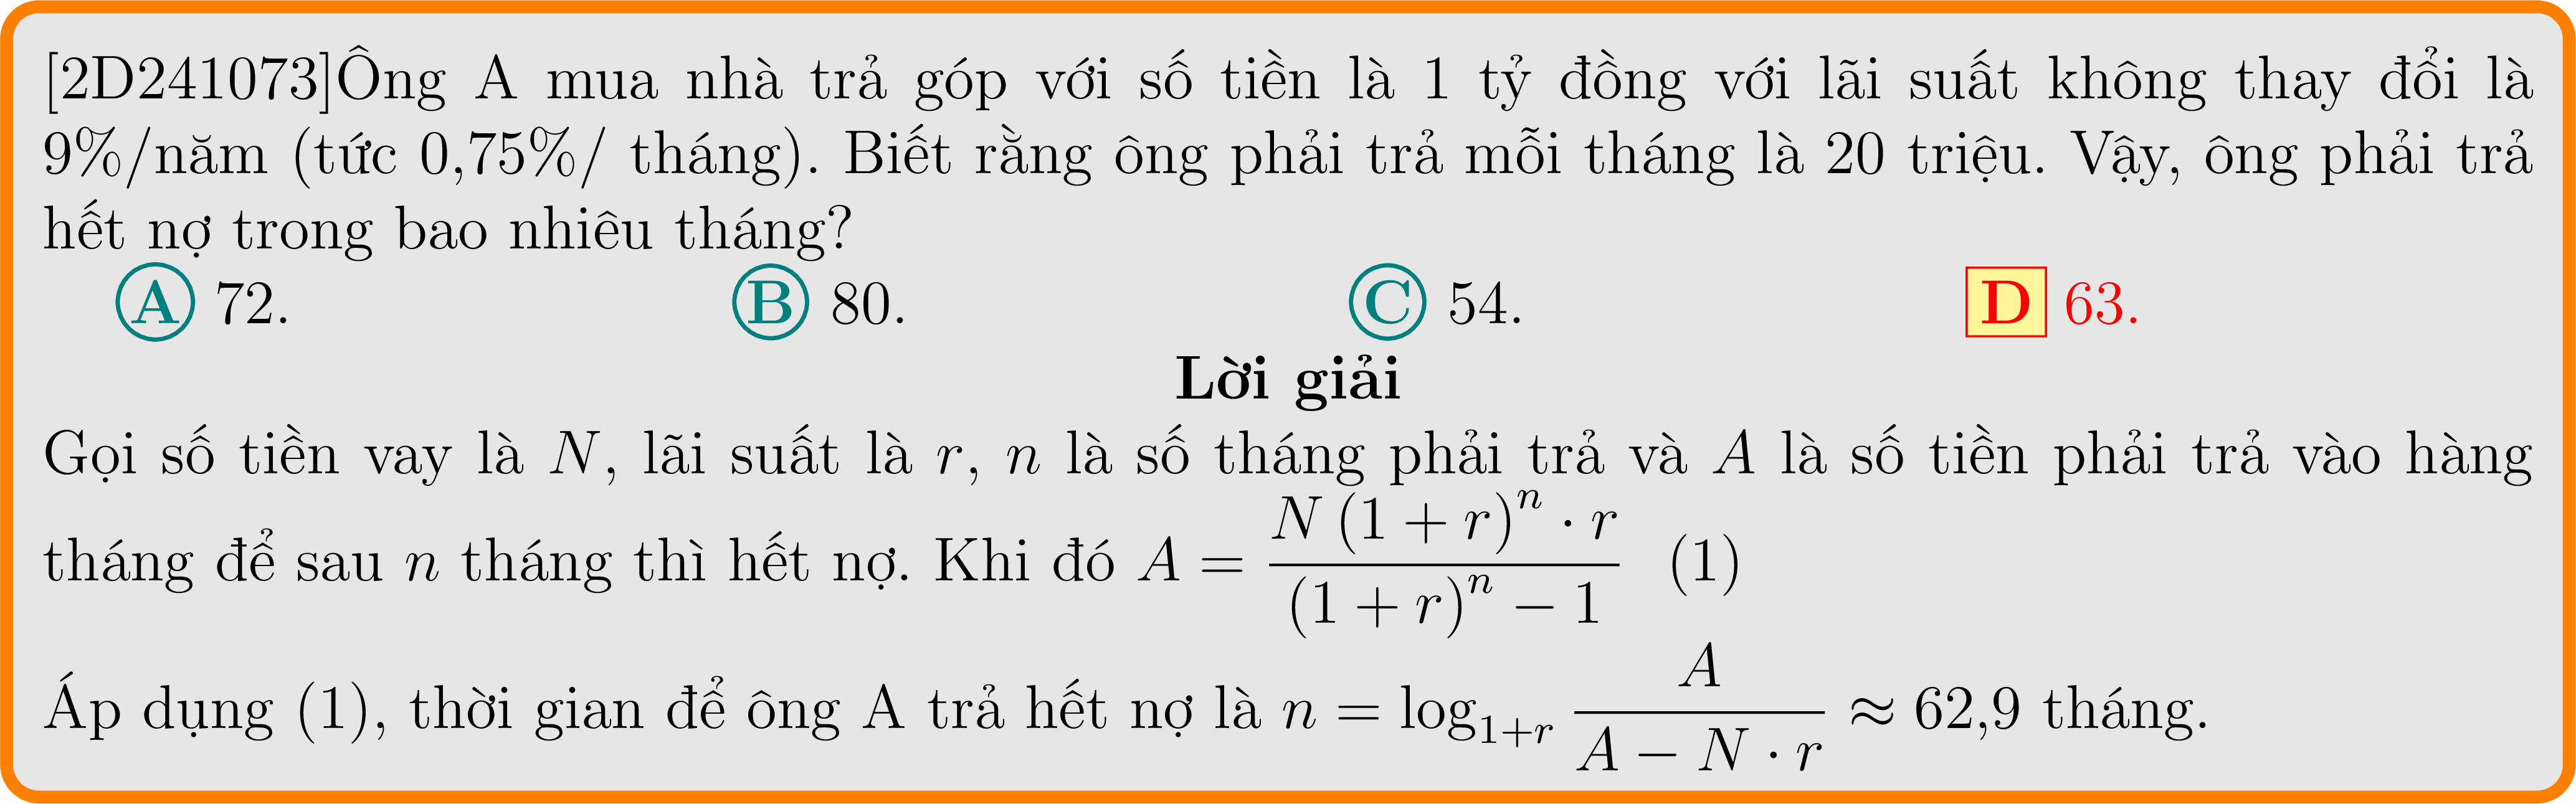 [2D241073]Ông A mua nhà trả góp với số tiền là 1 tỷ đồng với lãi suất không thay đổi là
9%/năm (tức 0,75%/ tháng). Biết rằng ông phải trả mỗi tháng là 20 triệu. Vậy, ông phải trả
hết nợ trong bao nhiêu tháng?
A 72. B 80. C 54. D 63.
Lời giải
Gọi số tiền vay là N, lãi suất là r, n là số tháng phải trả và A là số tiền phải trả vào hàng
tháng để sau n tháng thì hết nợ. Khi đó $A = \frac{N(1+r)^n \cdot r}{(1+r)^n - 1}$ (1)
Áp dụng (1), thời gian để ông A trả hết nợ là $n = \log_{1+r} \frac{A}{A - N \cdot r} \approx 62,9$ tháng.